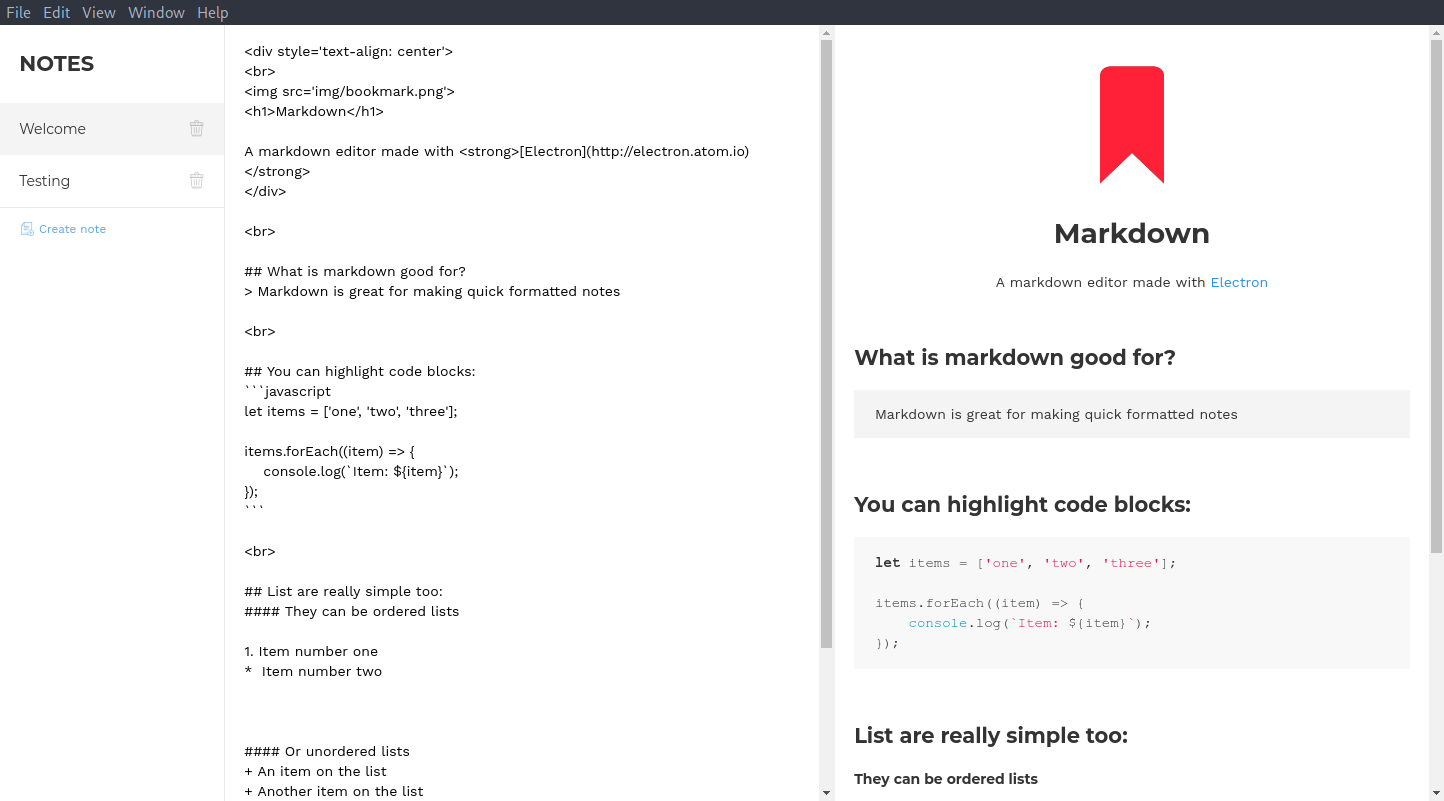 File Edit View Window Help
NOTES
Welcome
Testing
Create note
<div style='text-align: center'>
<br>
<img src='img/bookmark.png'>
<h1>Markdown</h1>
A markdown editor made with <strong>[Electron](http://electron.atom.io)
</strong>
</div>
<br>
## What is markdown good for?
> Markdown is great for making quick formatted notes
<br>
## You can highlight code blocks:
```javascript
let items = ['one', 'two', 'three'];
items.forEach((item) => {
    console.log(`Item: ${item}`);
});
```
<br>
## List are really simple too:
#### They can be ordered lists
1. Item number one
*  Item number two
#### Or unordered lists
+ An item on the list
+ Another item on the list
Markdown
A markdown editor made with Electron
What is markdown good for?
Markdown is great for making quick formatted notes
You can highlight code blocks:
let items = ['one', 'two', 'three'];
items.forEach((item) => {
    console.log(`Item: ${item}`);
});
List are really simple too:
They can be ordered lists